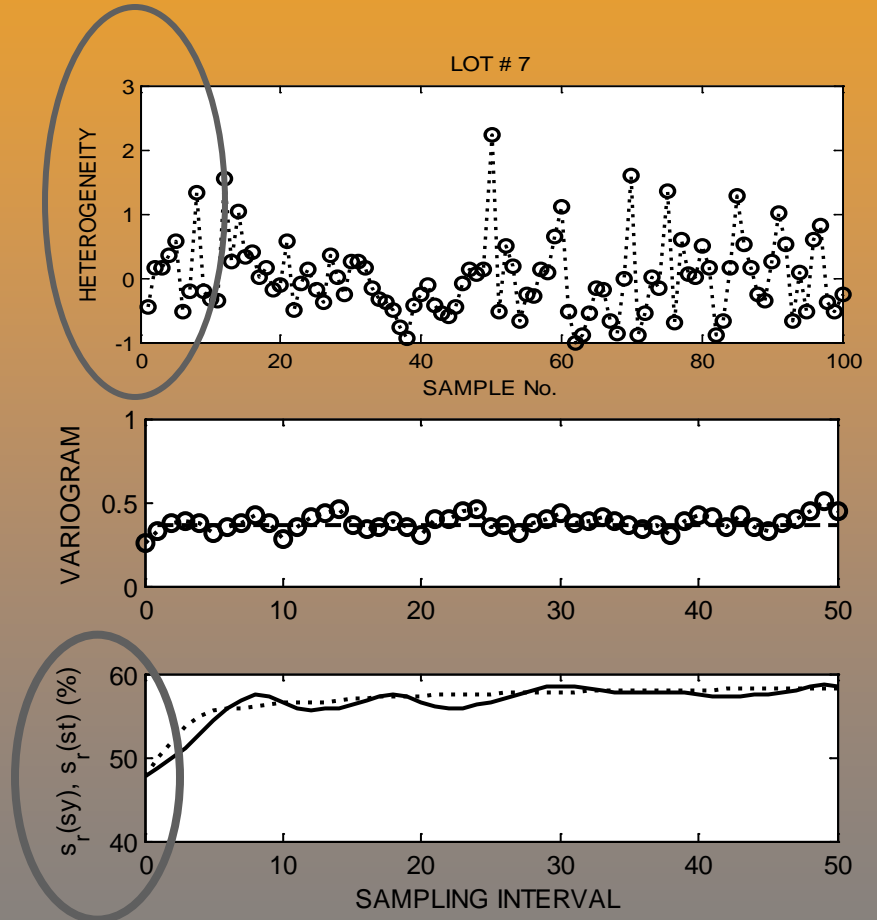 LOT # 7
HETEROGENEITY
3
2
1
0
-1
0 20 40 60 80 100
SAMPLE No.
VARIOGRAM
1
0.5
0
0 10 20 30 40 50
s_r(sy), s_r(st) (%)
60
50
40
0 10 20 30 40 50
SAMPLING INTERVAL